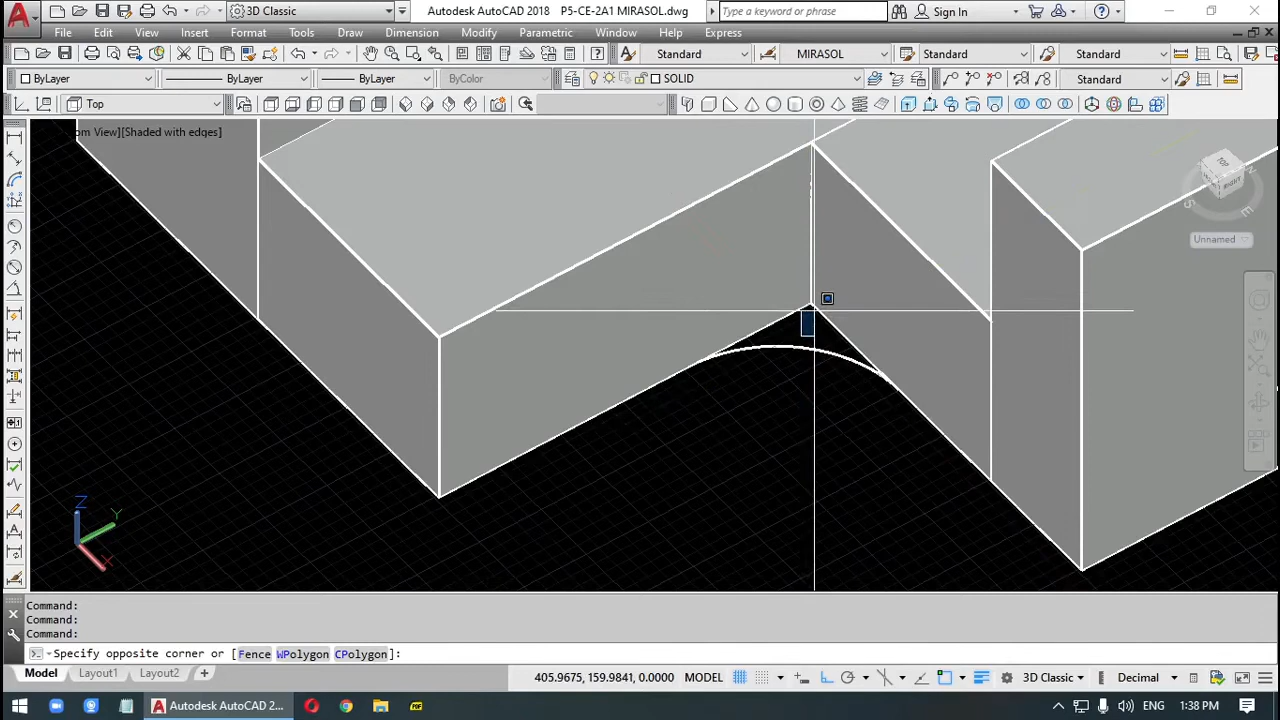 3D Classic Autodesk AutoCAD 2018 P5-CE-2A1 MIRASOL.dwg Type a keyword or phrase Sign In
File Edit View Insert Format Tools Draw Dimension Modify Parametric Window Help Express
Standard MIRASOL Standard Standard
ByLayer ByLayer ByLayer ByColor SOLID Standard
Top
om View][Shaded with edges]
TOP
RIGHT
N
S
E
Unnamed
Z
Y
X
Command:
Command:
Command:
Specify opposite corner or [Fence WPolygon CPolygon]:
Model Layout1 Layout2 + 405.9675, 159.9841, 0.0000 MODEL 3D Classic Decimal
Autodesk AutoCAD 2... ENG 1:38 PM